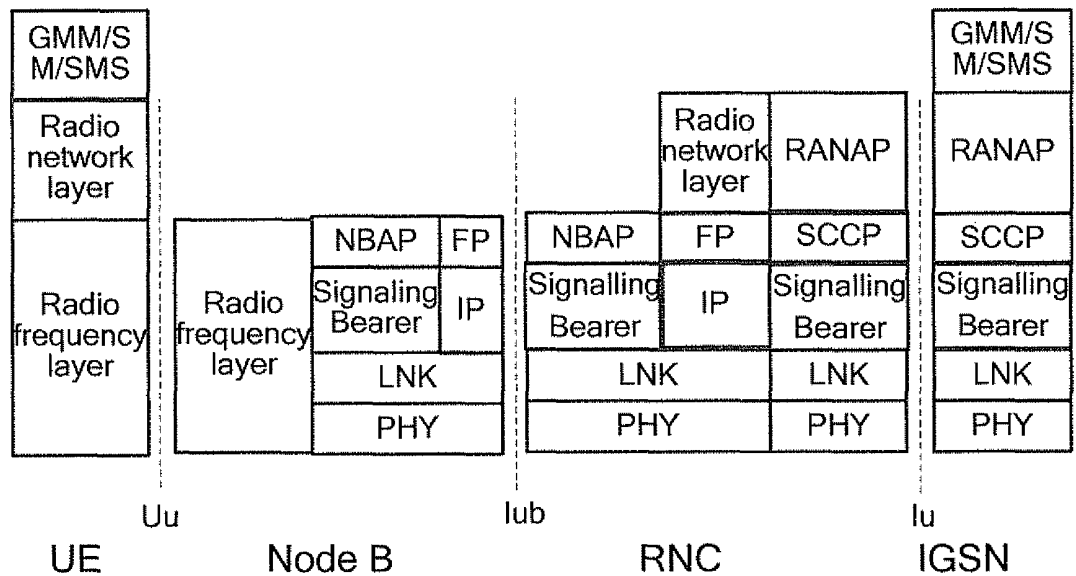 GMM/S
M/SMS
Radio
network
layer
Radio
frequency
layer
Radio
frequency
layer
NBAP
FP
Signaling
Bearer
IP
LNK
PHY
Radio
network
layer
RANAP
NBAP
FP
SCCP
Signalling
Bearer
IP
Signalling
Bearer
LNK
LNK
PHY
PHY
GMM/S
M/SMS
RANAP
SCCP
Signalling
Bearer
LNK
PHY
Uu
Iub
Iu
UE
Node B
RNC
IGSN